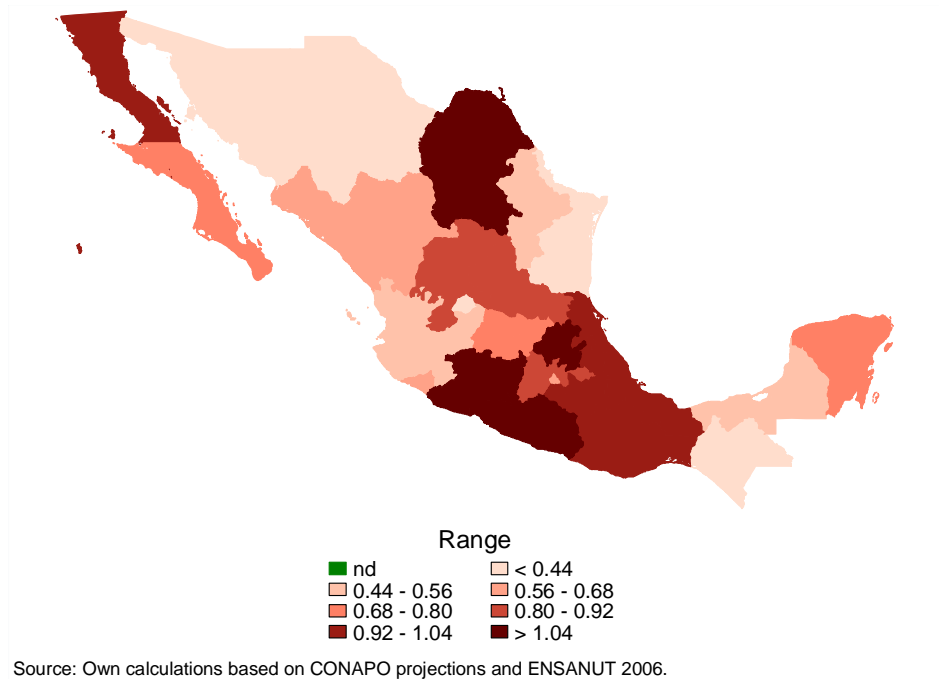 Range
nd < 0.44
0.44 - 0.56 0.56 - 0.68
0.68 - 0.80 0.80 - 0.92
0.92 - 1.04 > 1.04
Source: Own calculations based on CONAPO projections and ENSANUT 2006.